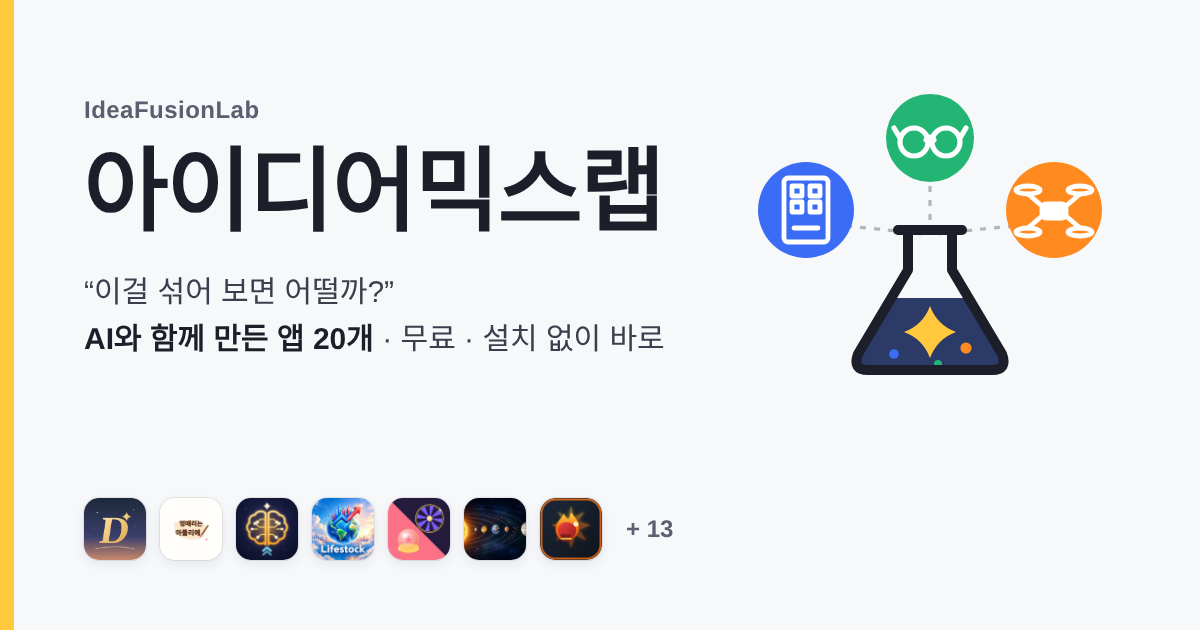 IdeaFusionLab
아이디어믹스랩
“이걸 섞어 보면 어떨까?”
AI와 함께 만든 앱 20개 · 무료 · 설치 없이 바로
D
Lifestock
+ 13